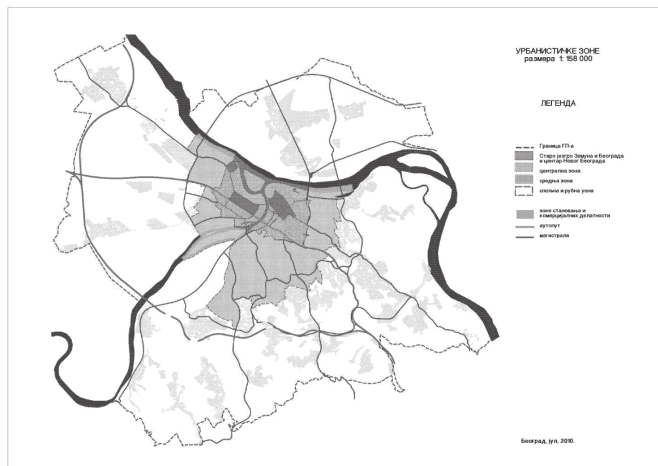 УРБАНИСТИЧКЕ ЗОНЕ
размера 1: 158 000
ЛЕГЕНДА
Граница ГП-а
Старо језгро Земуна и Београда
и центар Новог Београда
централна зона
средња зона
спољна и рубна зона
зоне становања и
комерцијалних делатности
аутопут
магистрале
Београд, јул, 2010.